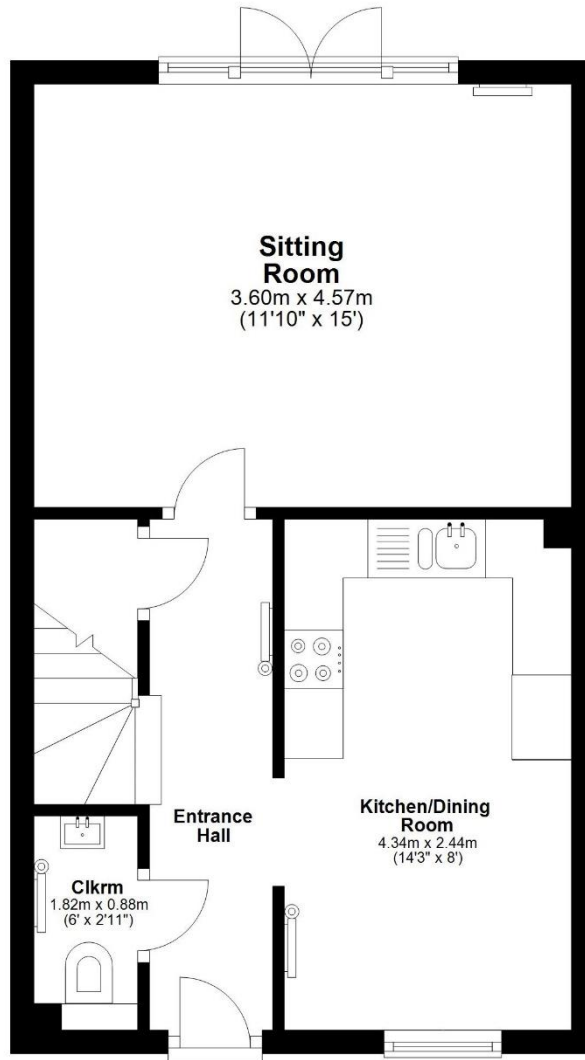 Sitting
Room
3.60m x 4.57m
(11'10" x 15')
Entrance
Hall
Kitchen/Dining
Room
4.34m x 2.44m
(14'3" x 8')
Clkrm
1.82m x 0.88m
(6' x 2'11")